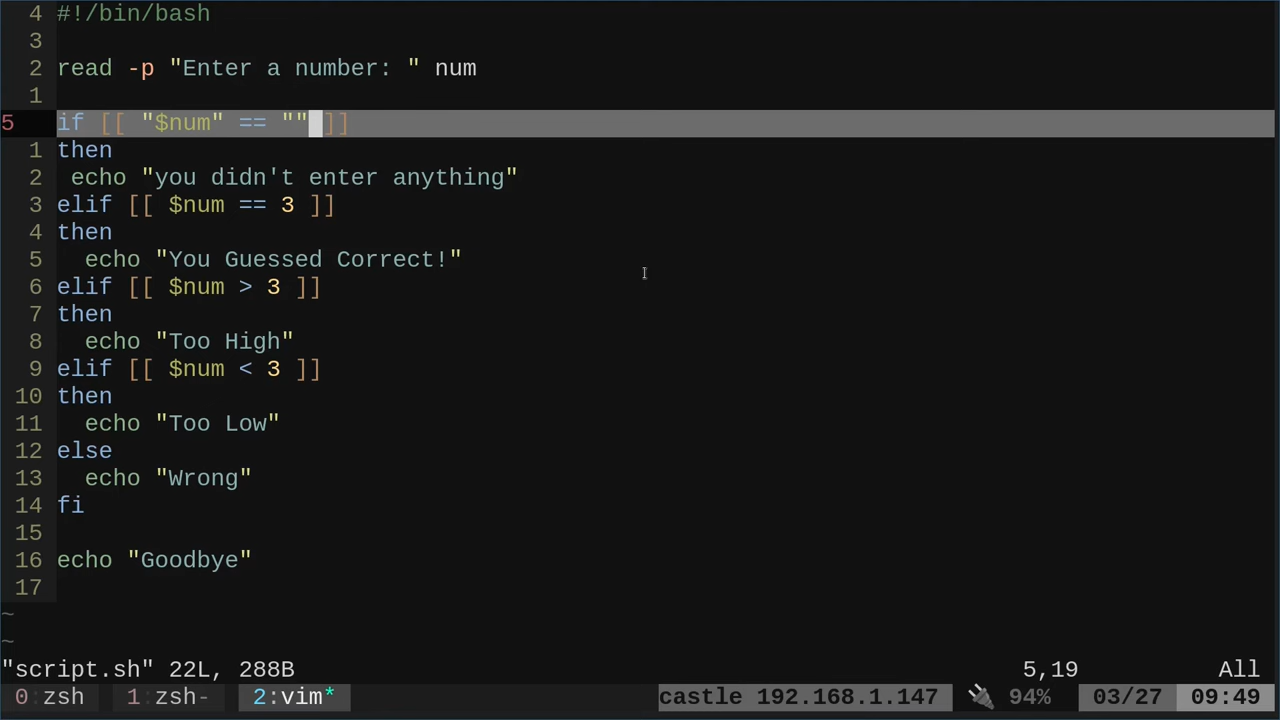 4 #!/bin/bash
3
2 read -p "Enter a number: " num
1
5 if [[ "$num" == "" ]]
1 then
2  echo "you didn't enter anything"
3 elif [[ $num == 3 ]]
4 then
5   echo "You Guessed Correct!"
6 elif [[ $num > 3 ]]
7 then
8   echo "Too High"
9 elif [[ $num < 3 ]]
10 then
11   echo "Too Low"
12 else
13   echo "Wrong"
14 fi
15
16 echo "Goodbye"
17
~
~
"script.sh" 22L, 288B 5,19 All
0:zsh 1:zsh- 2:vim* castle 192.168.1.147 94% 03/27 09:49